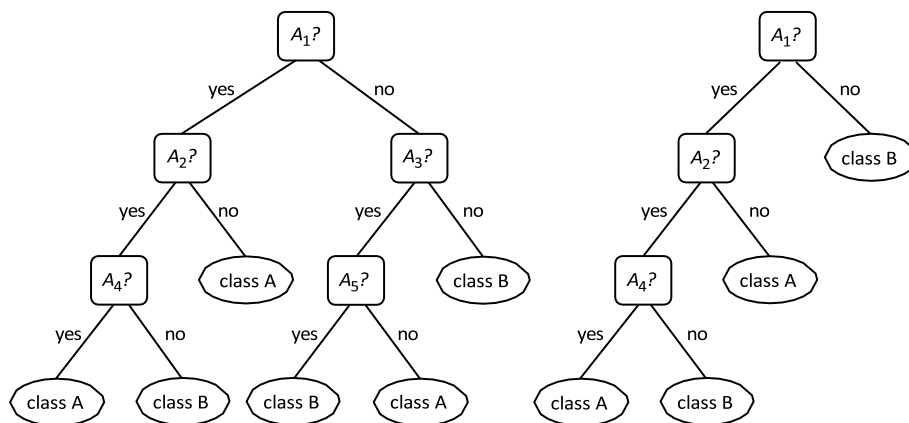 A₁?
A₁?
yes
no
yes
no
A₂?
A₃?
A₂?
class B
yes
no
yes
no
yes
no
A₄?
class A
A₅?
class B
A₄?
class A
yes
no
yes
no
yes
no
class A
class B
class B
class A
class A
class B